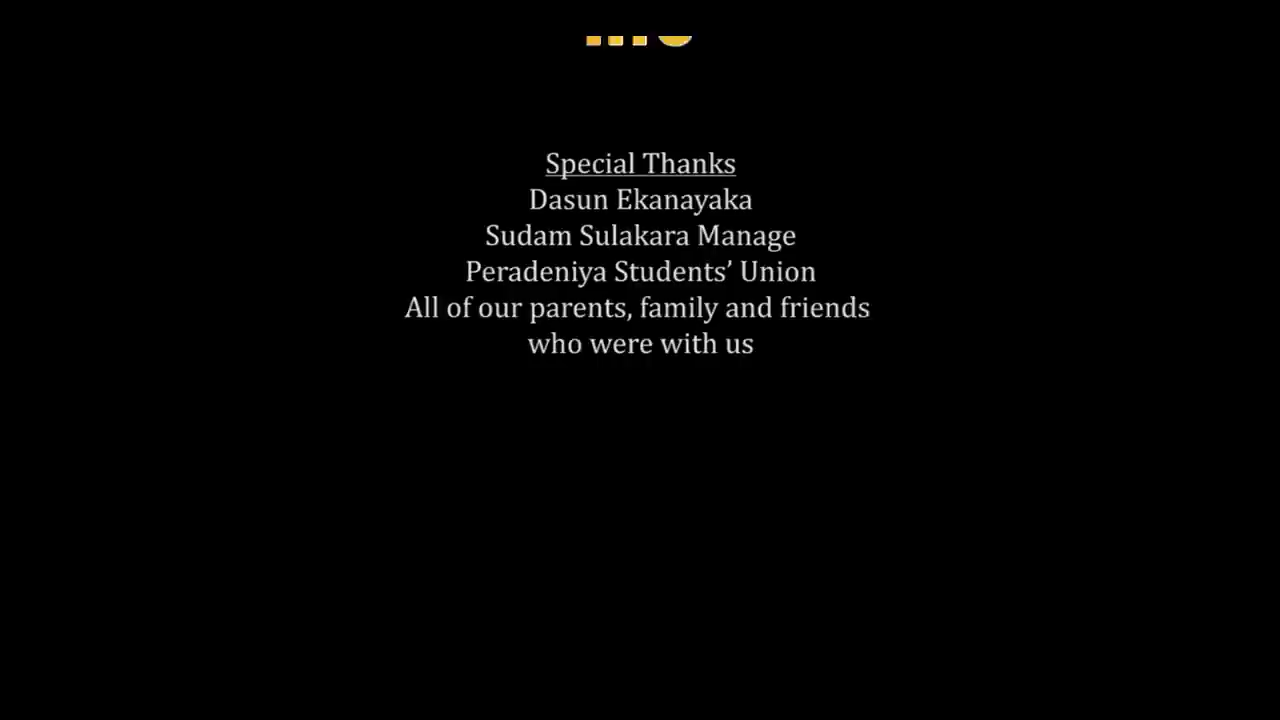 Special Thanks
Dasun Ekanayaka
Sudam Sulakara Manage
Peradeniya Students’ Union
All of our parents, family and friends
who were with us